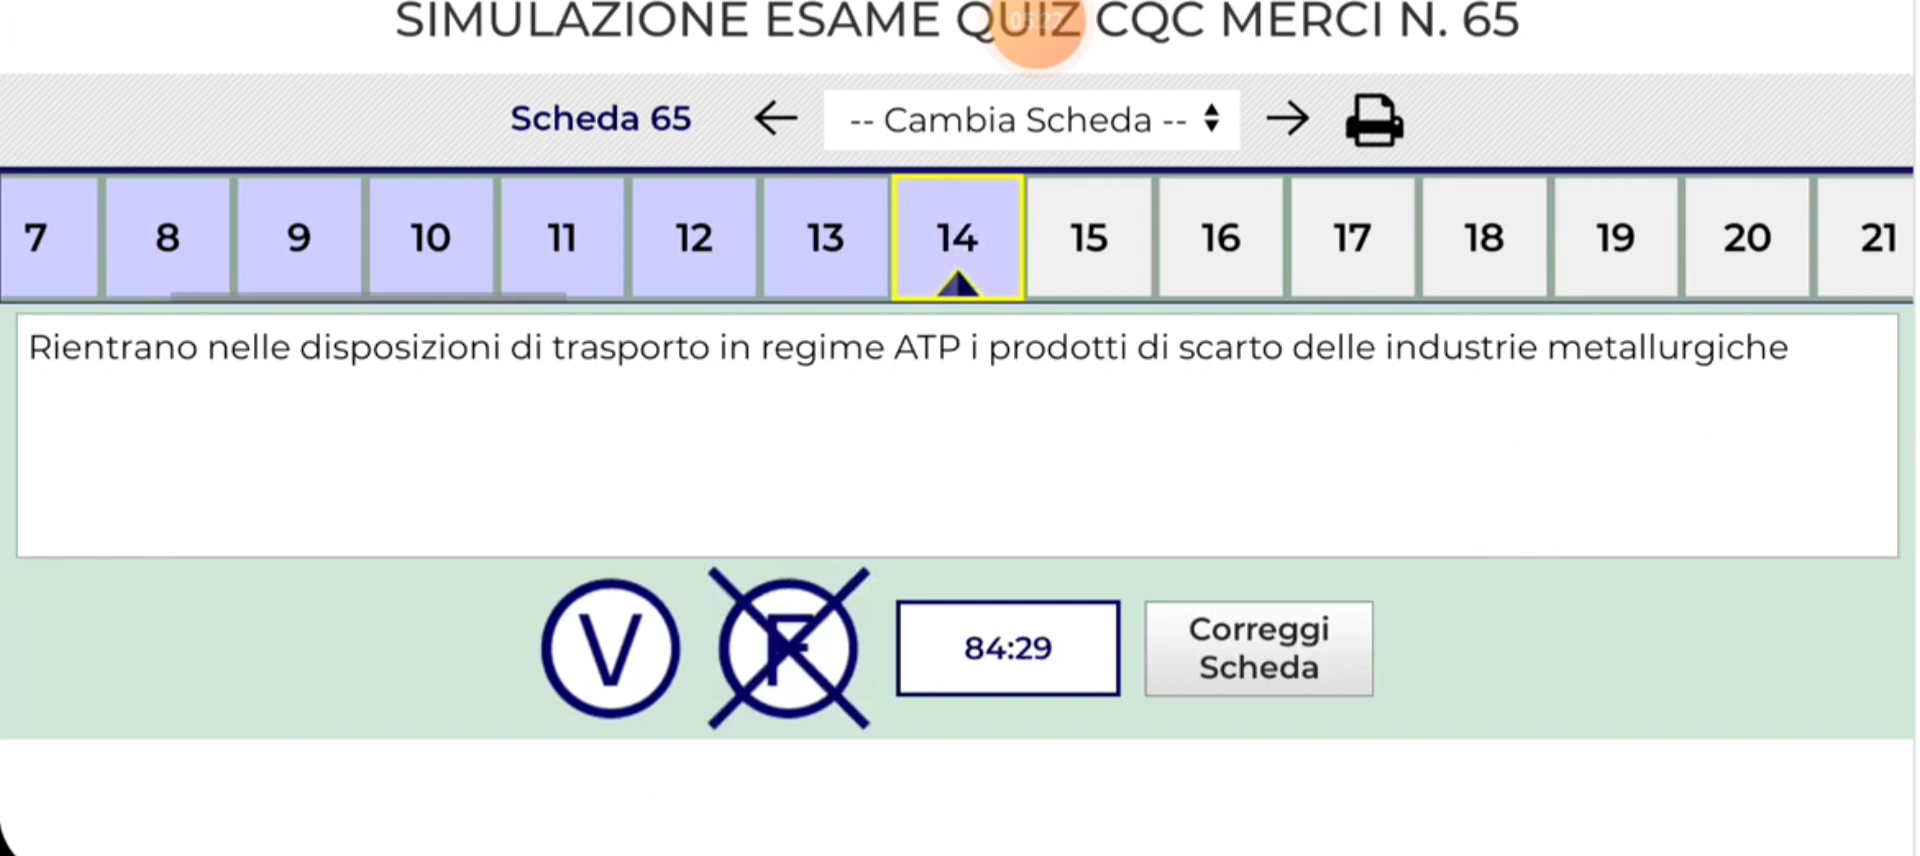 SIMULAZIONE ESAME QUIZ CQC MERCI N. 65
05:27
Scheda 65
-- Cambia Scheda --
7 8 9 10 11 12 13 14 15 16 17 18 19 20 21
Rientrano nelle disposizioni di trasporto in regime ATP i prodotti di scarto delle industrie metallurgiche
V F 84:29 Correggi
Scheda